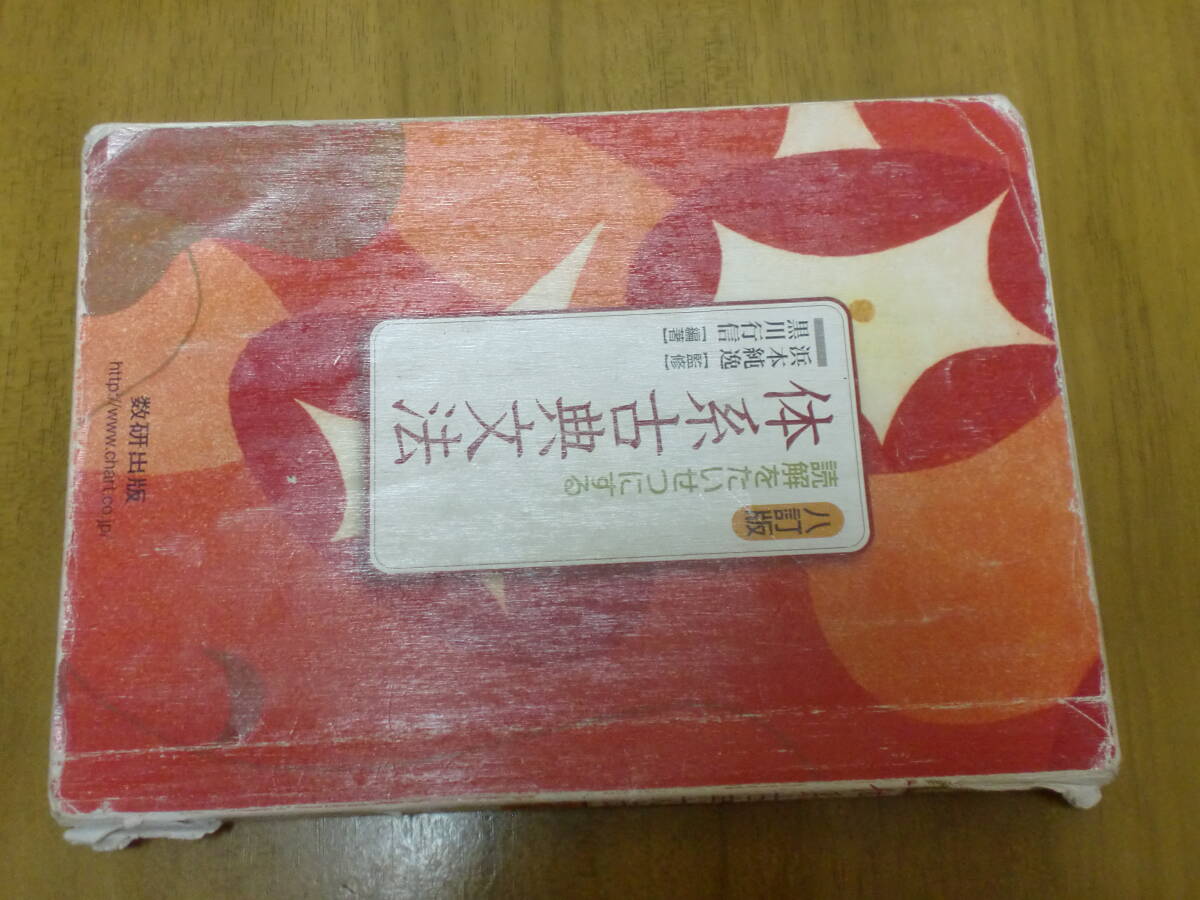 八訂版
読解をたいせつにする
体系古典文法
浜本純逸［監修］
黒川行信［編著］
数研出版
http://www.chart.co.jp/